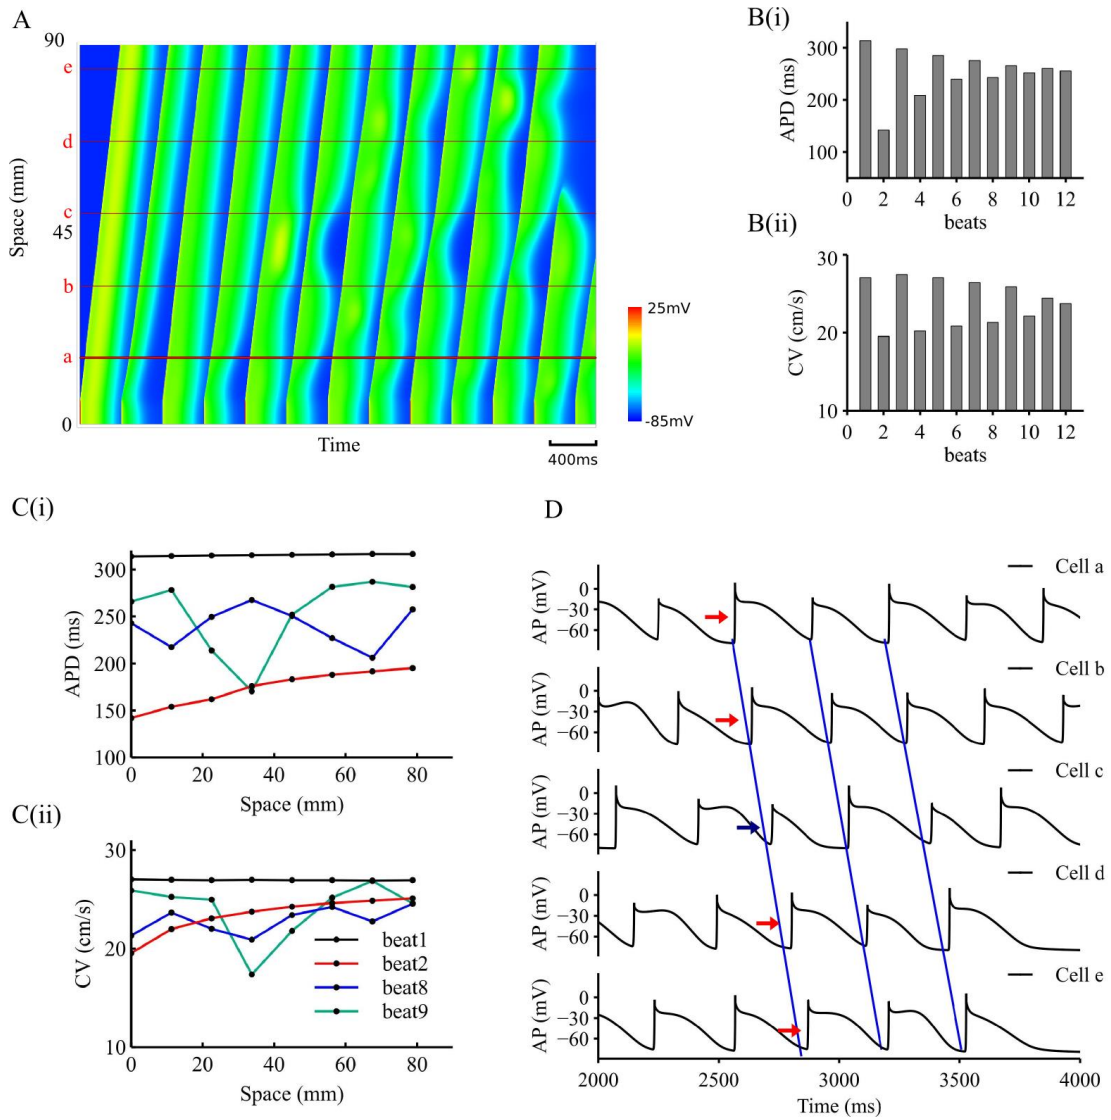 A
90
e
d
c
45
b
a
0
Space (mm)
Time
400ms
25mV
-85mV
B(i)
300
200
100
APD (ms)
0 2 4 6 8 10 12
beats
B(ii)
30
20
10
CV (cm/s)
0 2 4 6 8 10 12
beats
C(i)
300
250
200
150
100
APD (ms)
0 20 40 60 80
Space (mm)
C(ii)
30
20
10
CV (cm/s)
beat1
beat2
beat8
beat9
0 20 40 60 80
Space (mm)
D
Cell a
AP (mV)
0
−30
−60
Cell b
AP (mV)
0
−30
−60
Cell c
AP (mV)
0
−30
−60
Cell d
AP (mV)
0
−30
−60
Cell e
AP (mV)
0
−30
−60
2000 2500 3000 3500 4000
Time (ms)